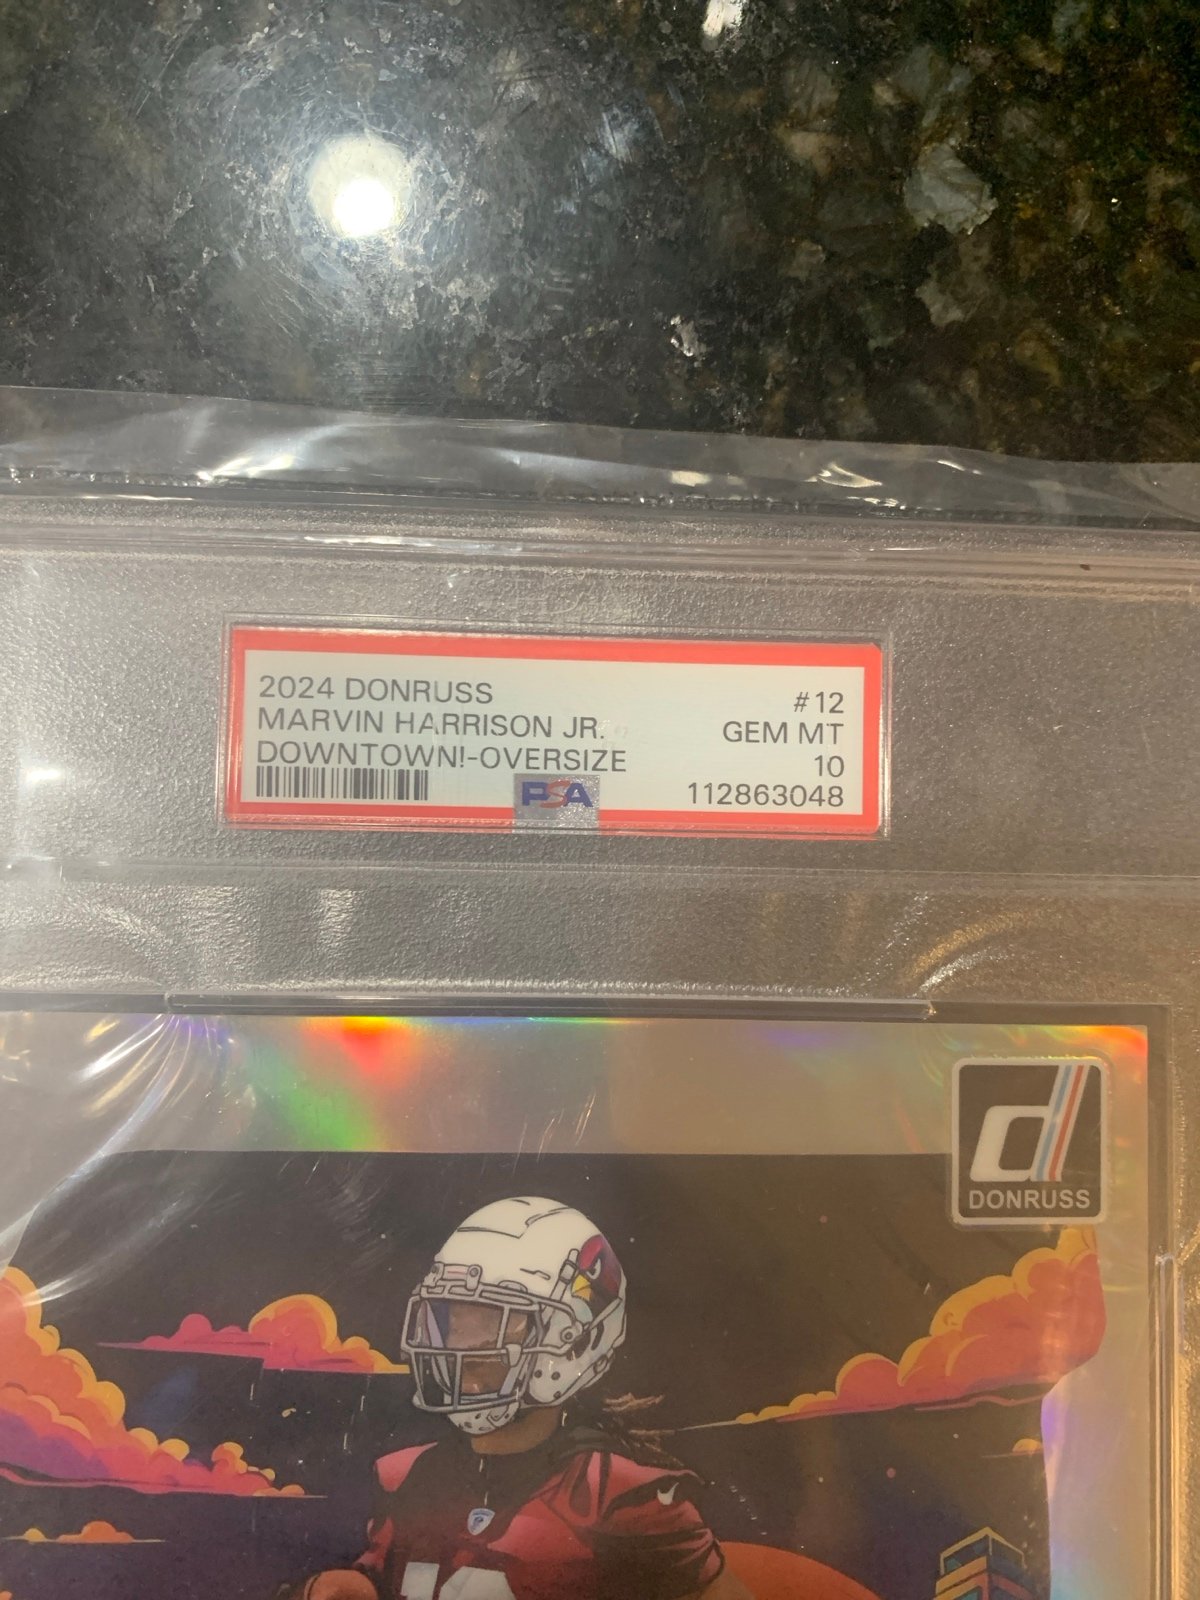 2024 DONRUSS #12
MARVIN HARRISON JR. GEM MT
DOWNTOWN!-OVERSIZE 10
PSA 112863048
d
DONRUSS